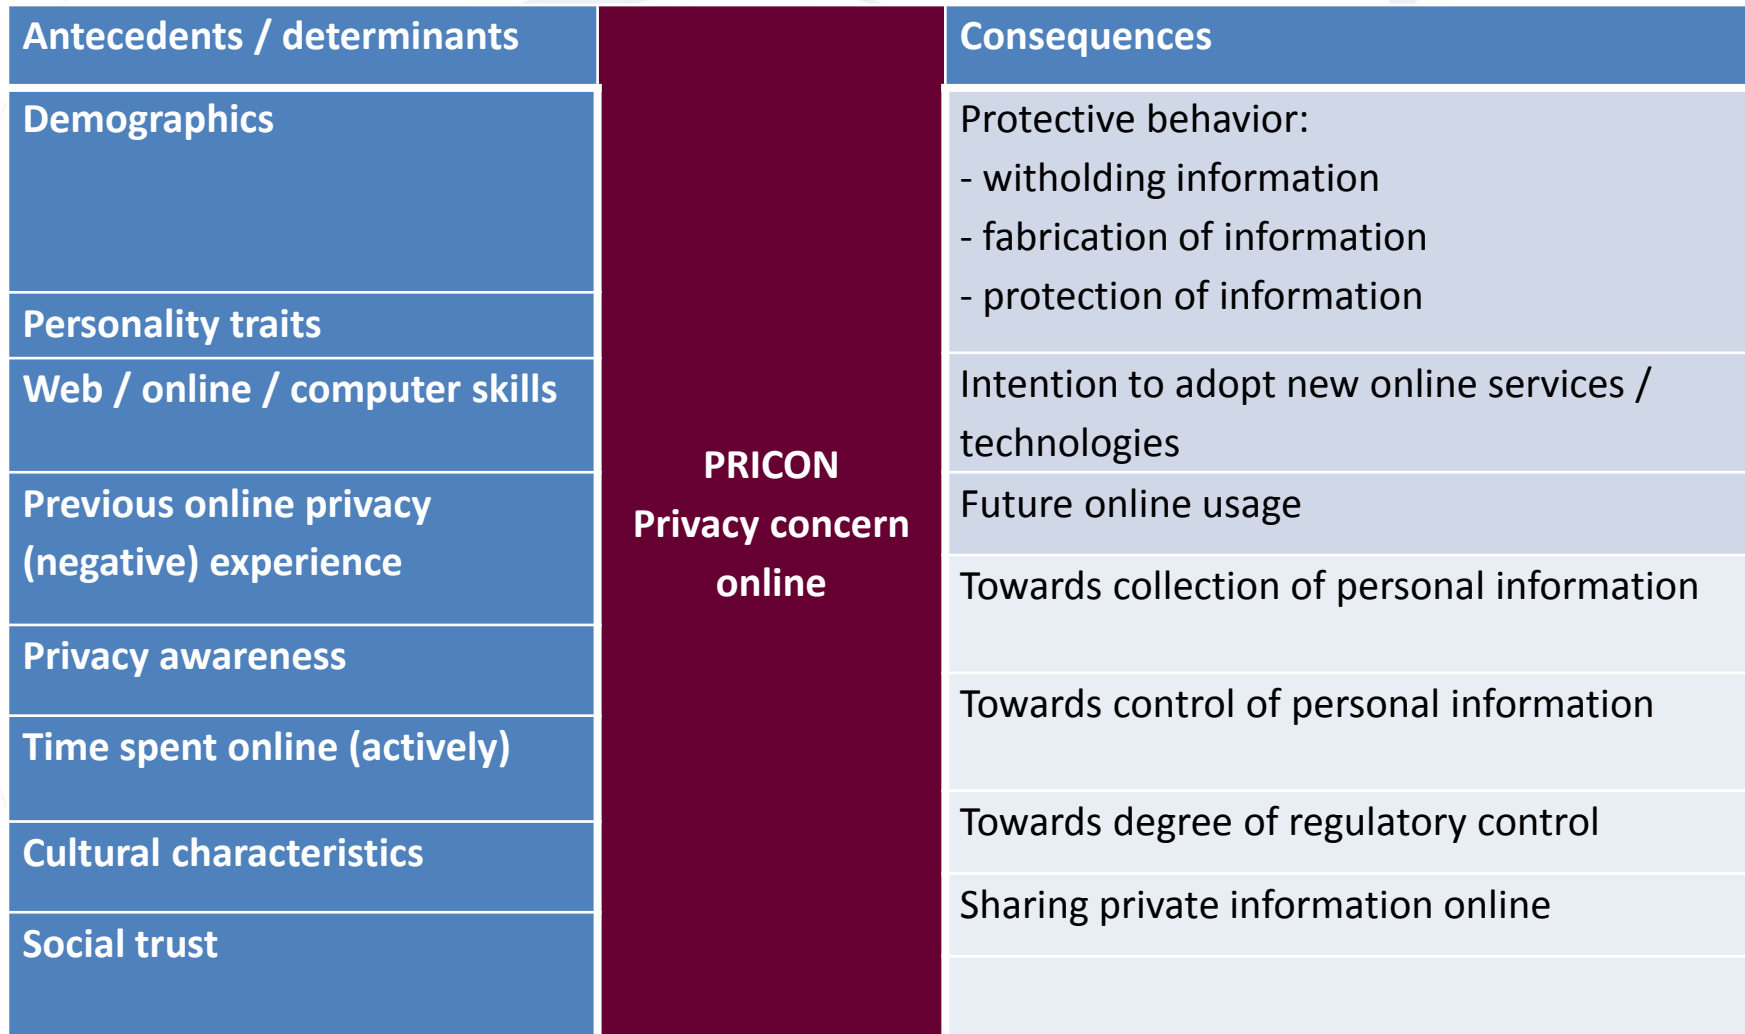 Antecedents / determinants
Demographics
Personality traits
Web / online / computer skills
Previous online privacy
(negative) experience
Privacy awareness
Time spent online (actively)
Cultural characteristics
Social trust
PRICON
Privacy concern
online
Consequences
Protective behavior:
- witholding information
- fabrication of information
- protection of information
Intention to adopt new online services /
technologies
Future online usage
Towards collection of personal information
Towards control of personal information
Towards degree of regulatory control
Sharing private information online